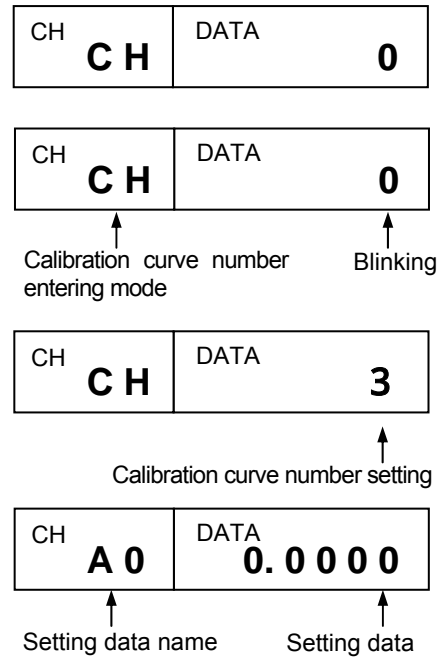 CH DATA
C H 0
CH DATA
C H 0
Calibration curve number entering mode
Blinking
CH DATA
C H 3
Calibration curve number setting
CH DATA
A 0 0. 0 0 0 0
Setting data name Setting data